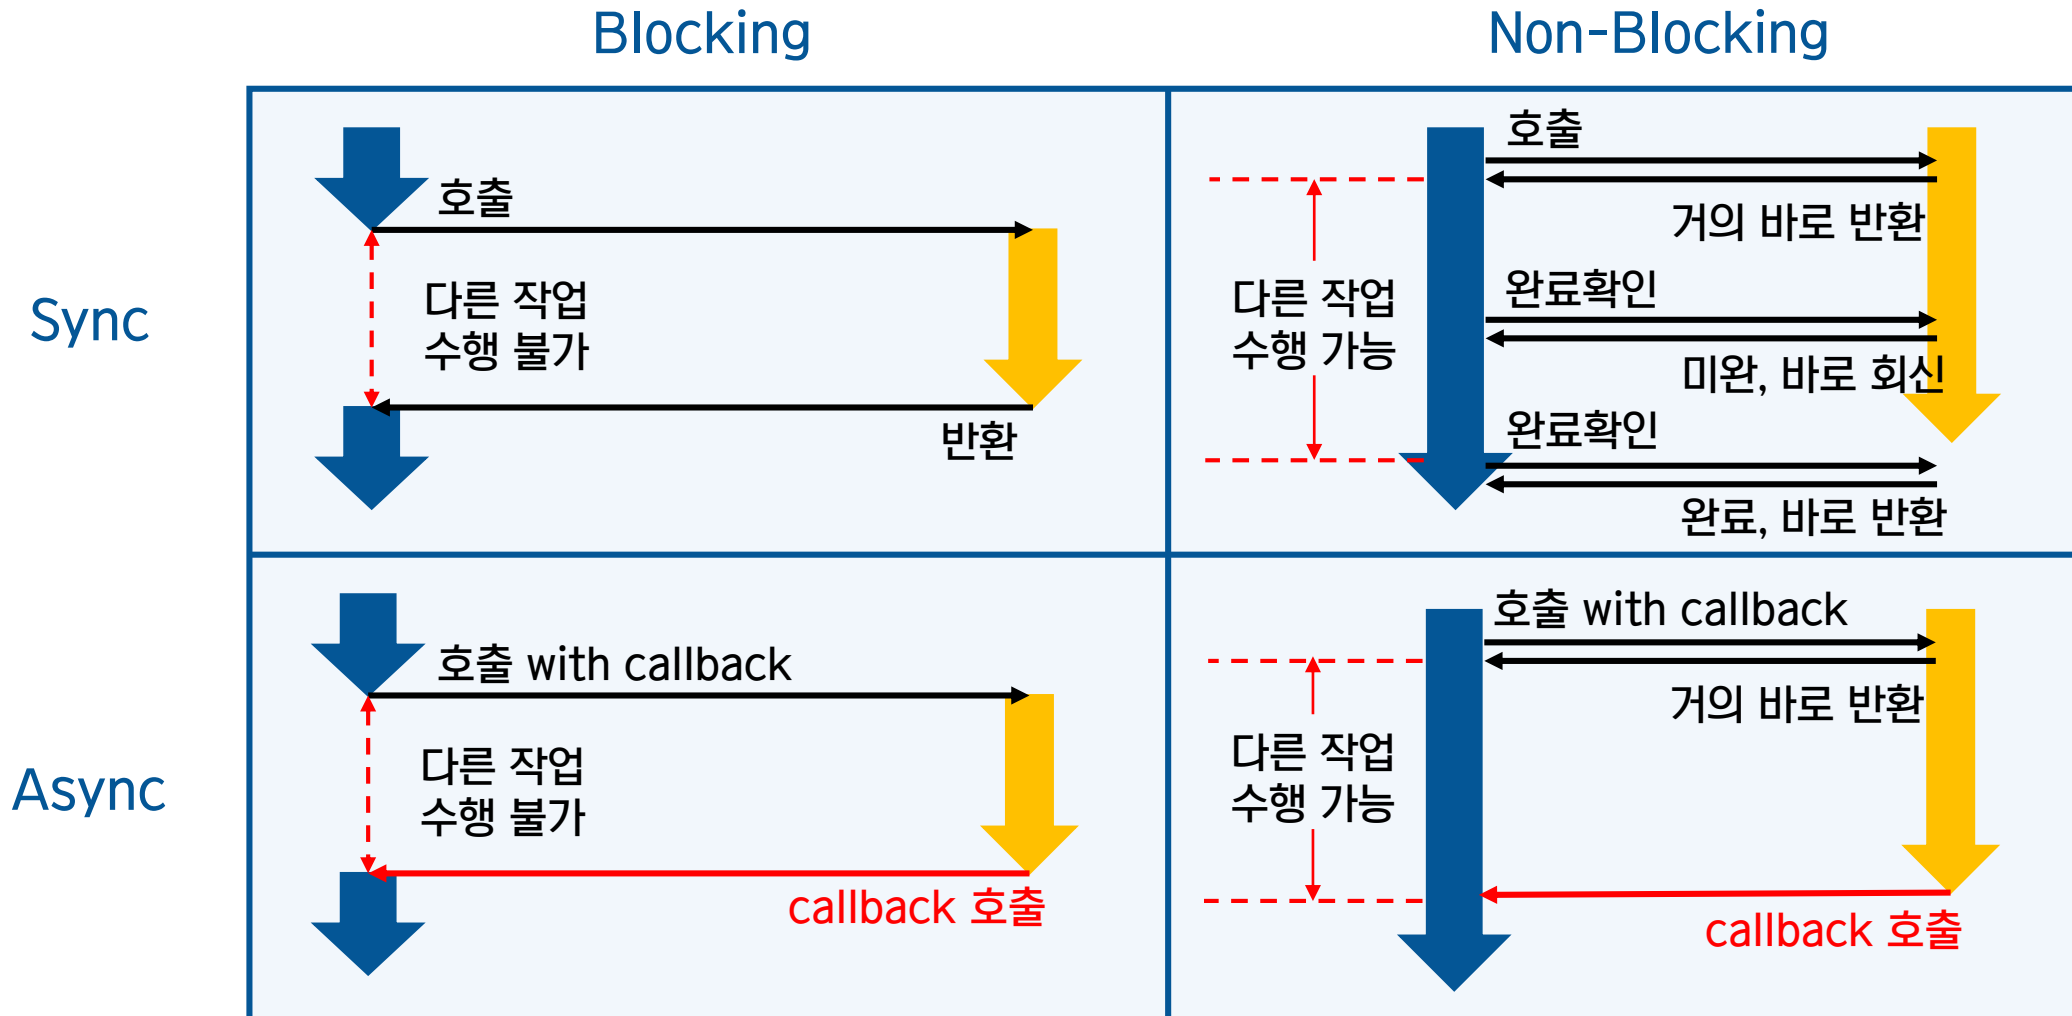 Blocking
Non-Blocking
Sync
호출
다른 작업
수행 불가
반환
호출
거의 바로 반환
다른 작업
수행 가능
완료확인
미완, 바로 회신
완료확인
완료, 바로 반환
Async
호출 with callback
다른 작업
수행 불가
callback 호출
호출 with callback
거의 바로 반환
다른 작업
수행 가능
callback 호출